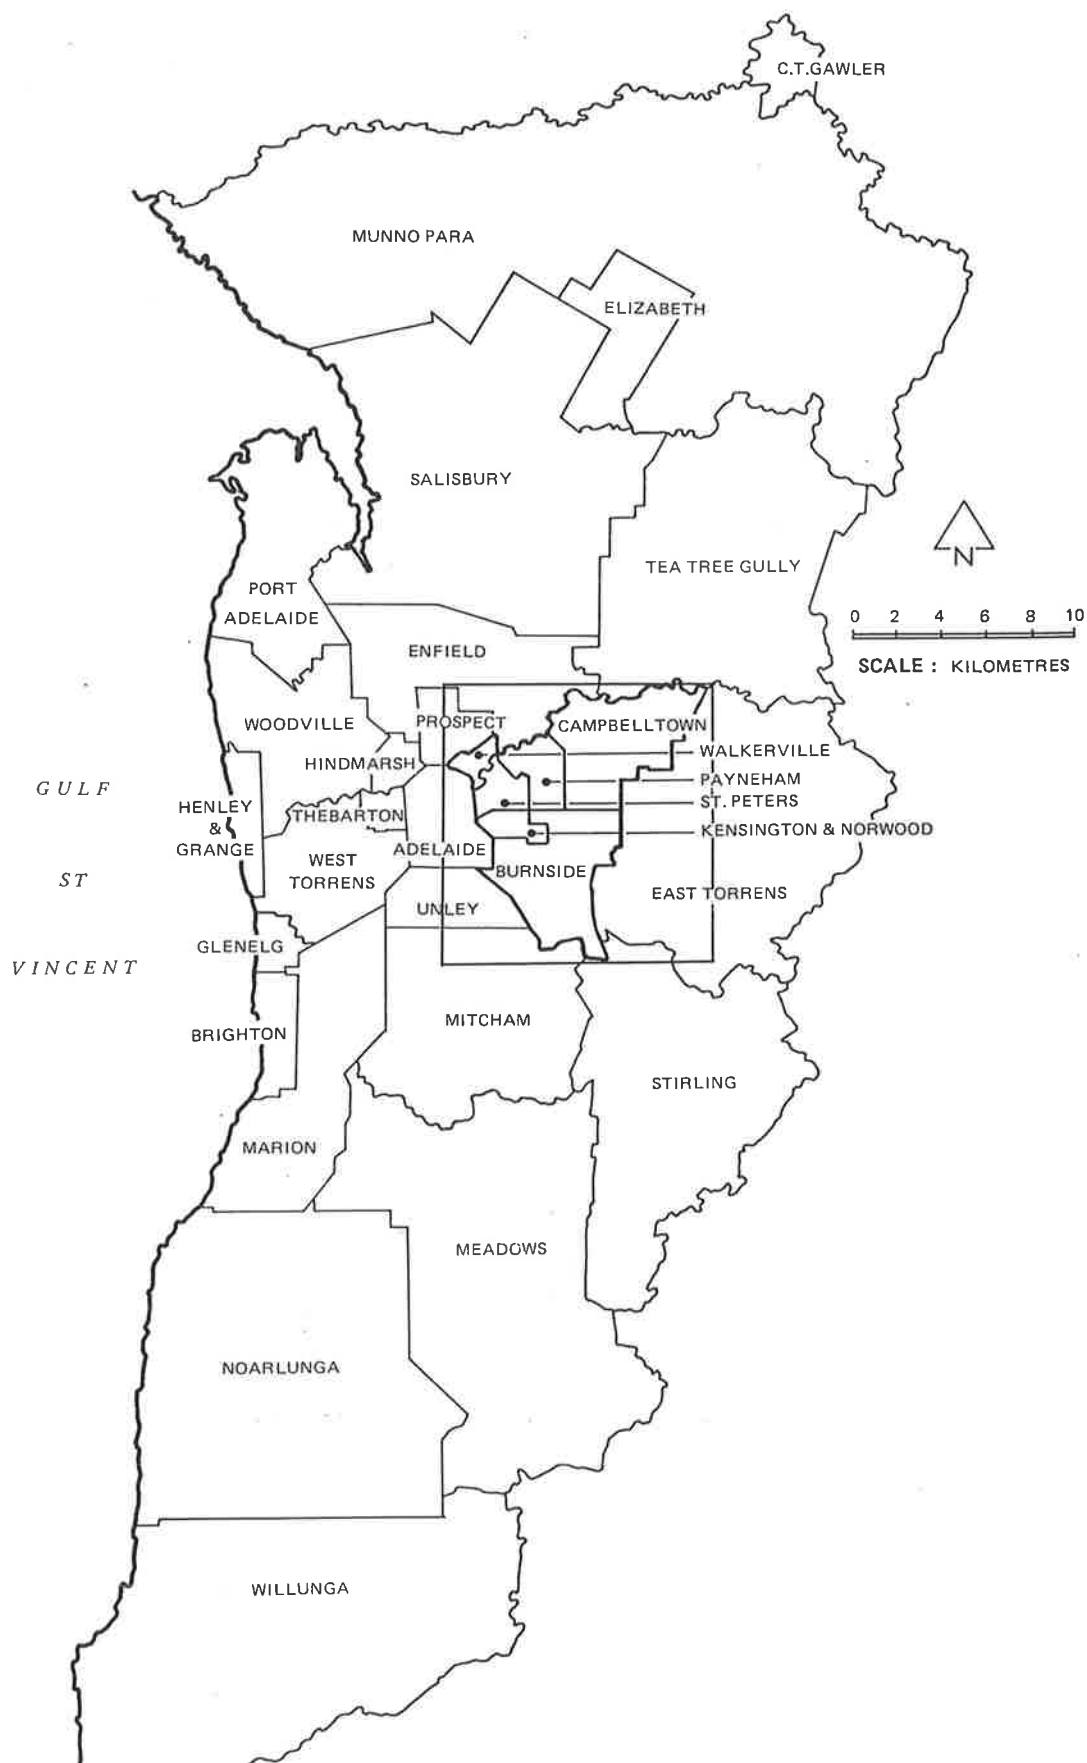 C.T.GAWLER
MUNNO PARA
ELIZABETH
SALISBURY
TEA TREE GULLY
N
PORT
ADELAIDE
0 2 4 6 8 10
SCALE : KILOMETRES
ENFIELD
WOODVILLE
PROSPECT
CAMPBELLTOWN
HINDMARSH
WALKERVILLE
PAYNEHAM
ST. PETERS
KENSINGTON & NORWOOD
GULF
ST
VINCENT
HENLEY
&
GRANGE
THEBARTON
ADELAIDE
WEST
TORRENS
BURNSIDE
EAST TORRENS
UNLEY
GLENELG
BRIGHTON
MITCHAM
STIRLING
MARION
MEADOWS
NOARLUNGA
WILLUNGA